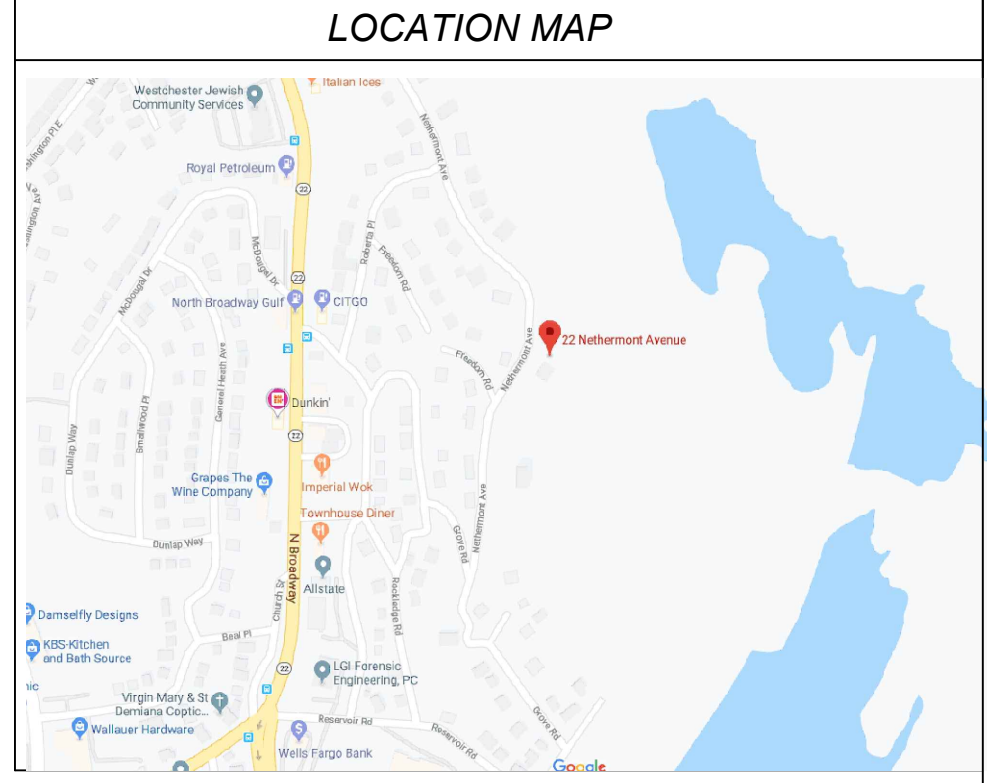 LOCATION MAP
Italian Ices
Westchester Jewish
Community Services
Nethermont Ave
Royal Petroleum
22
Roberta Pl
McDougal Dr
Freedom Rd
McDougal Dr
22
North Broadway Gulf
CITGO
22 Nethermont Avenue
Nethermont Ave
Freedom Rd
General Heath Ave
Dunkin'
Smallwood Pl
Dunlap Way
22
Grapes The
Wine Company
Imperial Wok
Townhouse Diner
Nethermont Ave
Dunlap Way
N Broadway
Grove Rd
Allstate
Church St
Rockledge Rd
Damselfly Designs
Beal Pl
KBS-Kitchen
and Bath Source
22
LGI Forensic
Engineering, PC
nic
Virgin Mary & St
Demiana Coptic...
Wallauer Hardware
Reservoir Rd
Reservoir Rd
Grove Rd
Wells Fargo Bank
Google